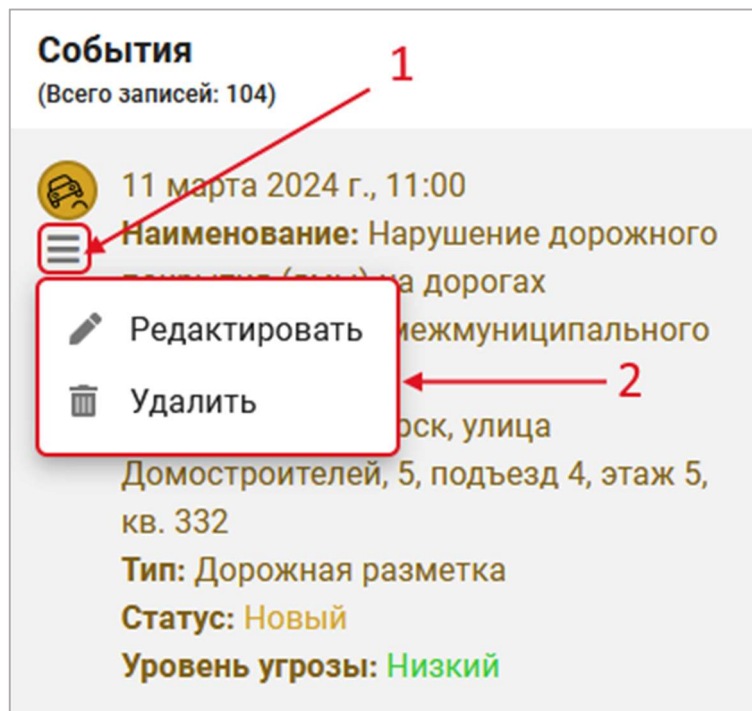 События
(Всего записей: 104)
1
11 марта 2024 г., 11:00
Наименование: Нарушение дорожного
на дорогах
Редактировать
межмуниципального
2
Удалить
улица
Домостроителей, 5, подъезд 4, этаж 5,
кв. 332
Тип: Дорожная разметка
Статус: Новый
Уровень угрозы: Низкий